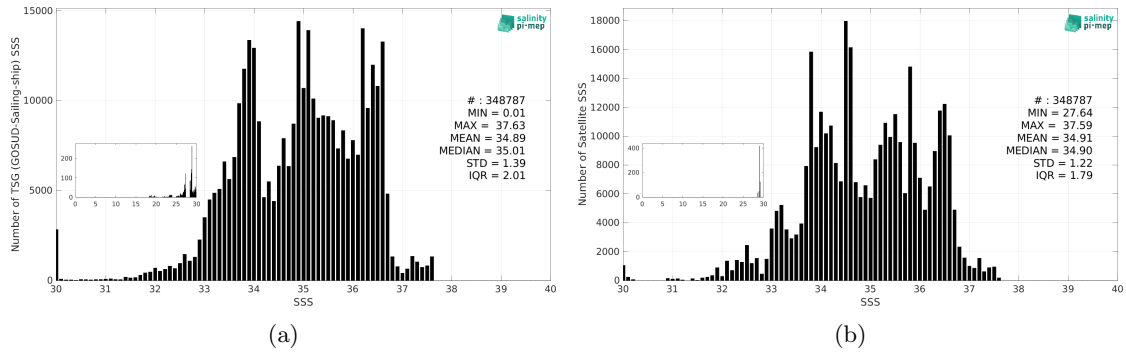 salinity
pi-mep
Number of TSG (GOSUD-Sailing-ship) SSS
15000
10000
5000
0
# : 348787
MIN = 0.01
MAX = 37.63
MEAN = 34.89
MEDIAN = 35.01
STD = 1.39
IQR = 2.01
200
100
0
0 5 10 15 20 25 30
30 31 32 33 34 35 36 37 38 39 40
SSS
(a)
salinity
pi-mep
Number of Satellite SSS
18000
16000
14000
12000
10000
8000
6000
4000
2000
0
# : 348787
MIN = 27.64
MAX = 37.59
MEAN = 34.91
MEDIAN = 34.90
STD = 1.22
IQR = 1.79
400
200
0
0 5 10 15 20 25 30
30 31 32 33 34 35 36 37 38 39 40
SSS
(b)